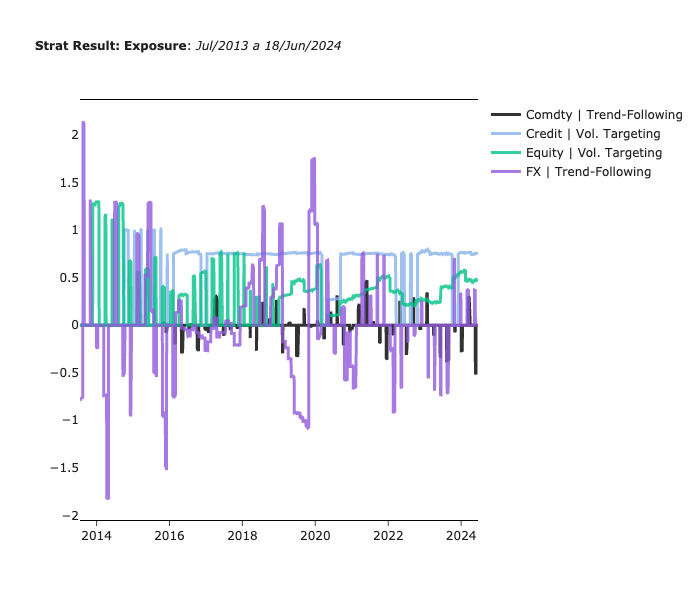 Strat Result: Exposure: Jul/2013 a 18/Jun/2024
Comdty | Trend-Following
Credit | Vol. Targeting
Equity | Vol. Targeting
FX | Trend-Following
2
1.5
1
0.5
0
−0.5
−1
−1.5
−2
2014 2016 2018 2020 2022 2024